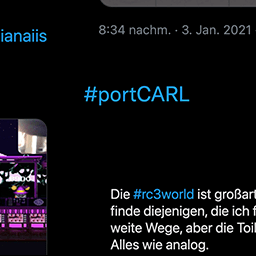 ianaiis
8:34 nachm. · 3. Jan. 2021
#portCARL
Die #rc3world ist großart
finde diejenigen, die ich f
weite Wege, aber die Toil
Alles wie analog.